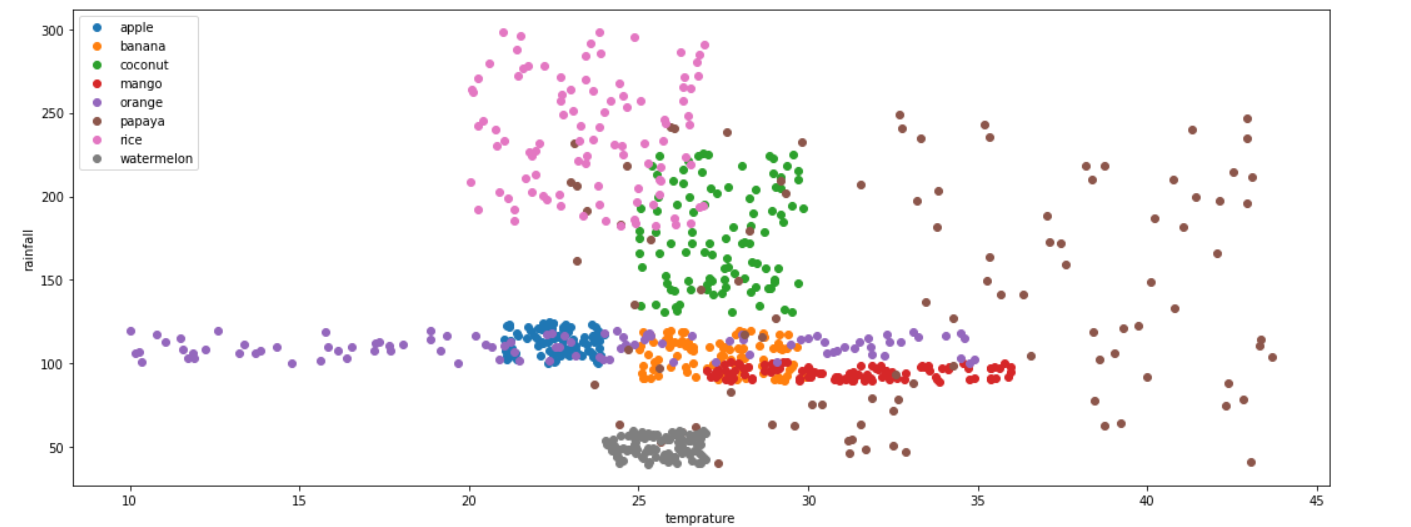 apple
banana
coconut
mango
orange
papaya
rice
watermelon
300
250
200
150
100
50
rainfall
10 15 20 25 30 35 40 45
temprature